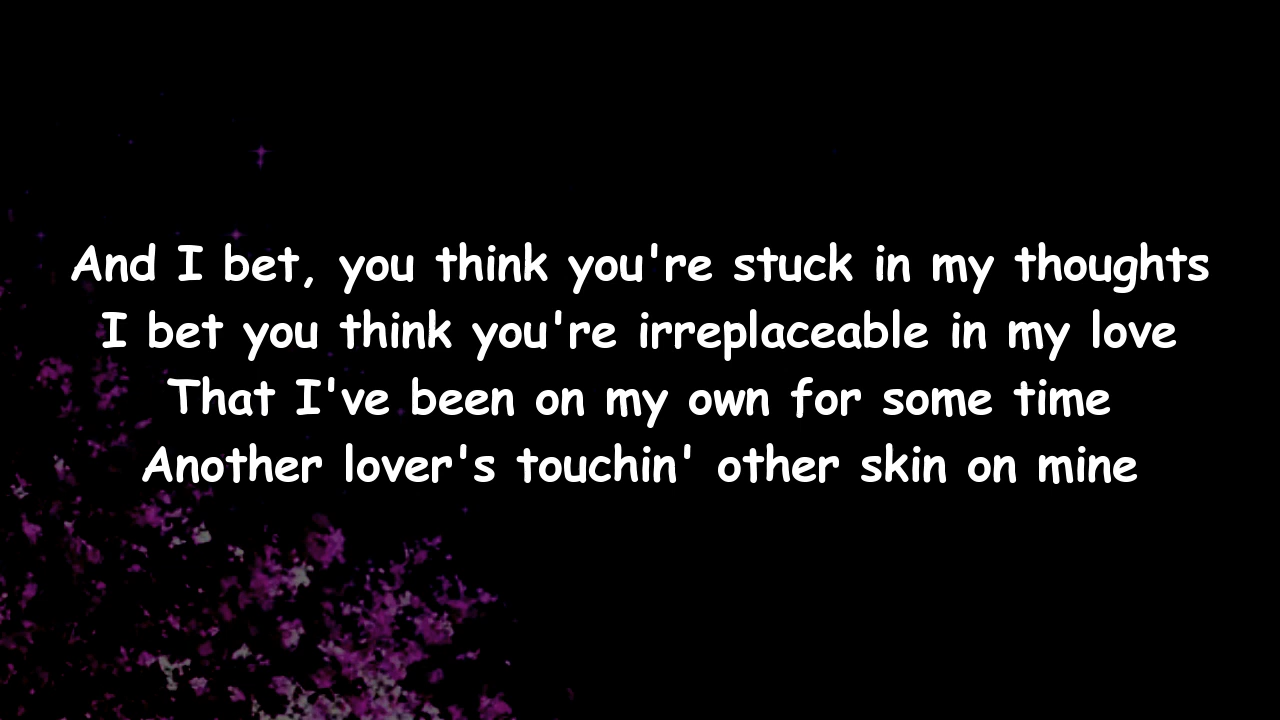 And I bet, you think you're stuck in my thoughts
I bet you think you're irreplaceable in my love
That I've been on my own for some time
Another lover's touchin' other skin on mine